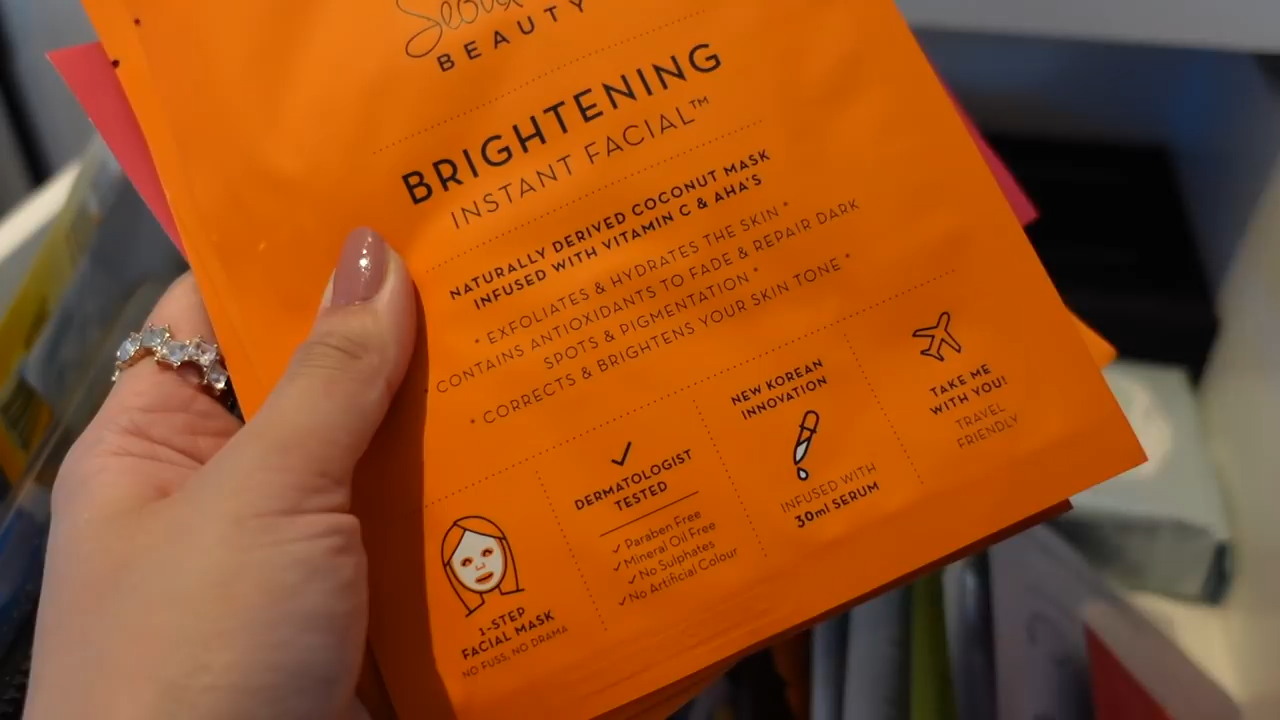 Seoul
BEAUTY
BRIGHTENING
INSTANT FACIAL™
NATURALLY DERIVED COCONUT MASK
INFUSED WITH VITAMIN C & AHA'S
* EXFOLIATES & HYDRATES THE SKIN *
CONTAINS ANTIOXIDANTS TO FADE & REPAIR DARK
SPOTS & PIGMENTATION *
* CORRECTS & BRIGHTENS YOUR SKIN TONE *
1-STEP
FACIAL MASK
NO FUSS, NO DRAMA
✓
DERMATOLOGIST
TESTED
✓ Paraben Free
✓ Mineral Oil Free
✓ No Sulphates
✓ No Artificial Colour
NEW KOREAN
INNOVATION
INFUSED WITH
30ml SERUM
TAKE ME
WITH YOU!
TRAVEL
FRIENDLY